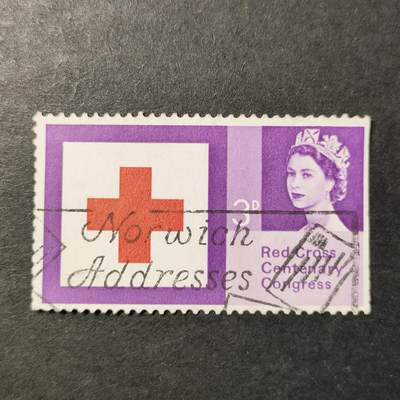 3D
Red Cross
Centenary
Congress
Norwich
Addresses